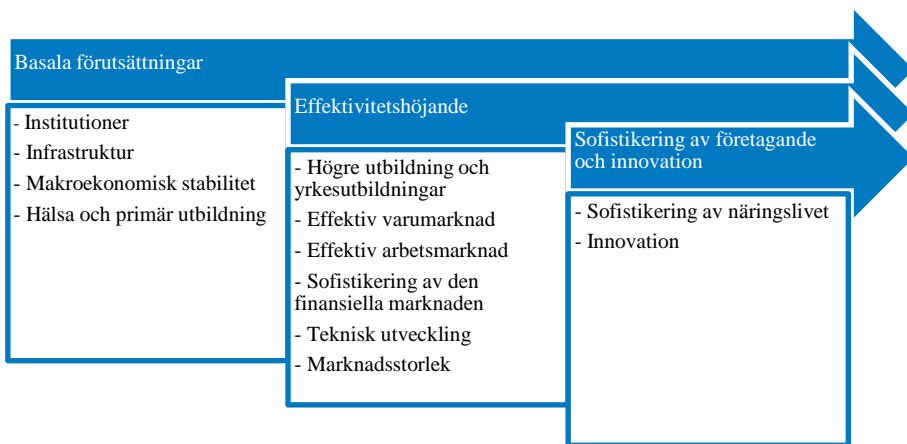 Basala förutsättningar
- Institutioner
- Infrastruktur
- Makroekonomisk stabilitet
- Hälsa och primär utbildning
Effektivitetshöjande
- Högre utbildning och
yrkesutbildningar
- Effektiv varumarknad
- Effektiv arbetsmarknad
- Sofistikering av den
finansiella marknaden
- Teknisk utveckling
- Marknadsstorlek
Sofistikering av företagande
och innovation
- Sofistikering av näringslivet
- Innovation